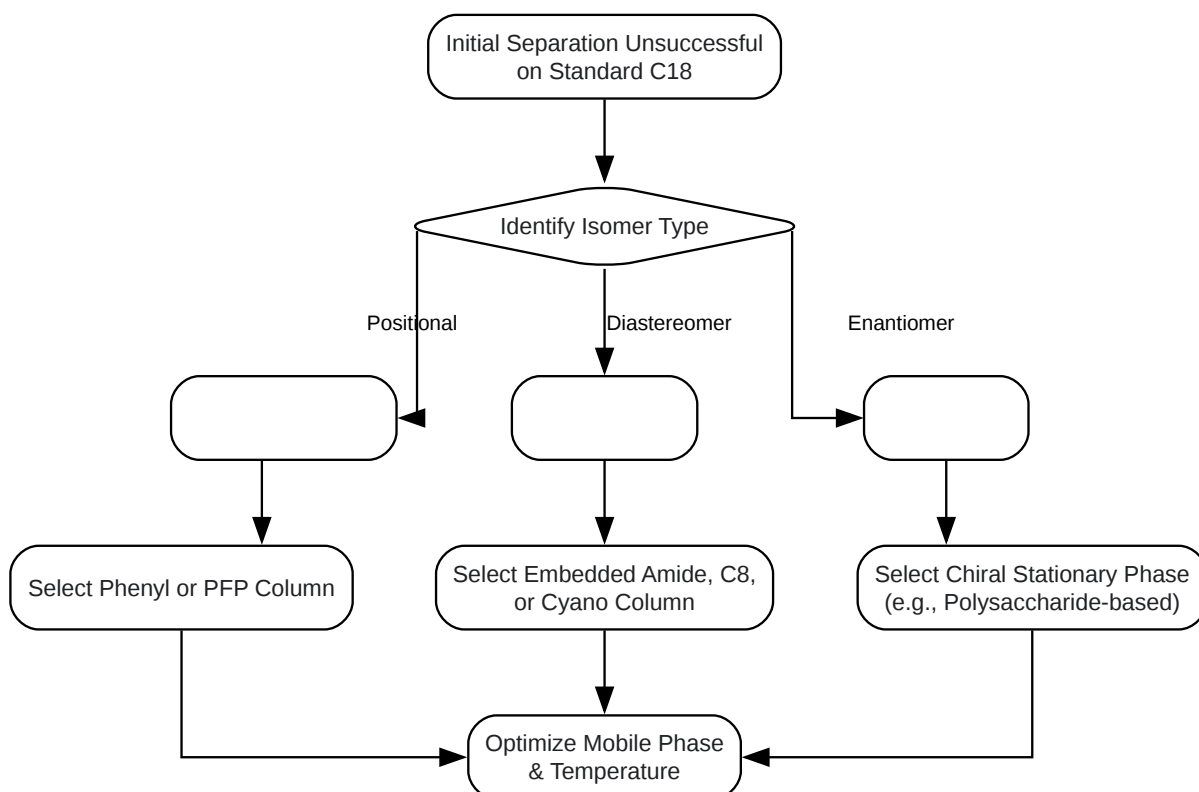 Initial Separation Unsuccessful
on Standard C18
Identify Isomer Type
Positional
Diastereomer
Enantiomer
Select Phenyl or PFP Column
Select Embedded Amide, C8,
or Cyano Column
Select Chiral Stationary Phase
(e.g., Polysaccharide-based)
Optimize Mobile Phase
& Temperature